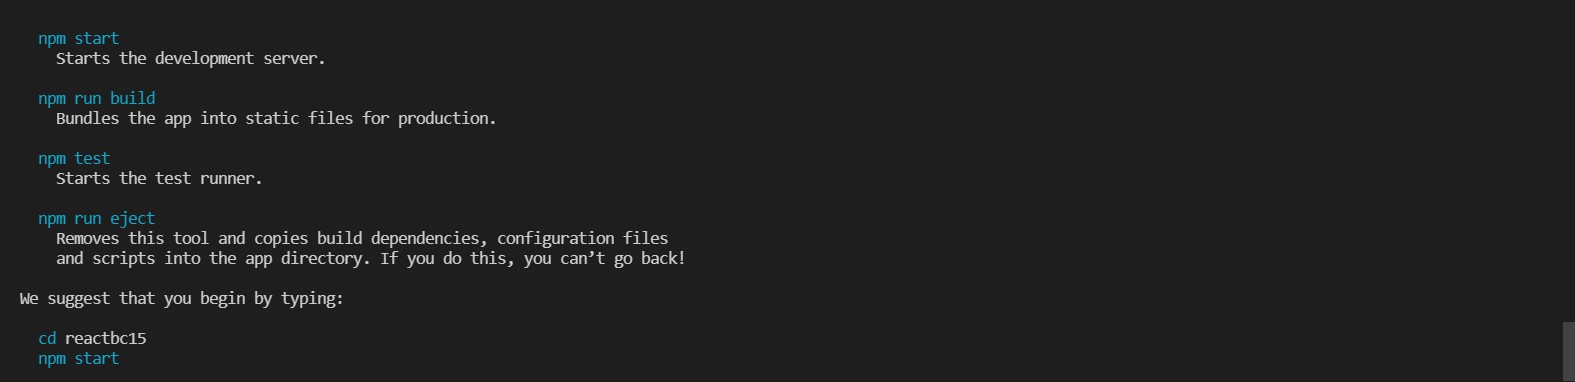 npm start
Starts the development server.
npm run build
Bundles the app into static files for production.
npm test
Starts the test runner.
npm run eject
Removes this tool and copies build dependencies, configuration files
and scripts into the app directory. If you do this, you can’t go back!
We suggest that you begin by typing:
cd reactbc15
npm start